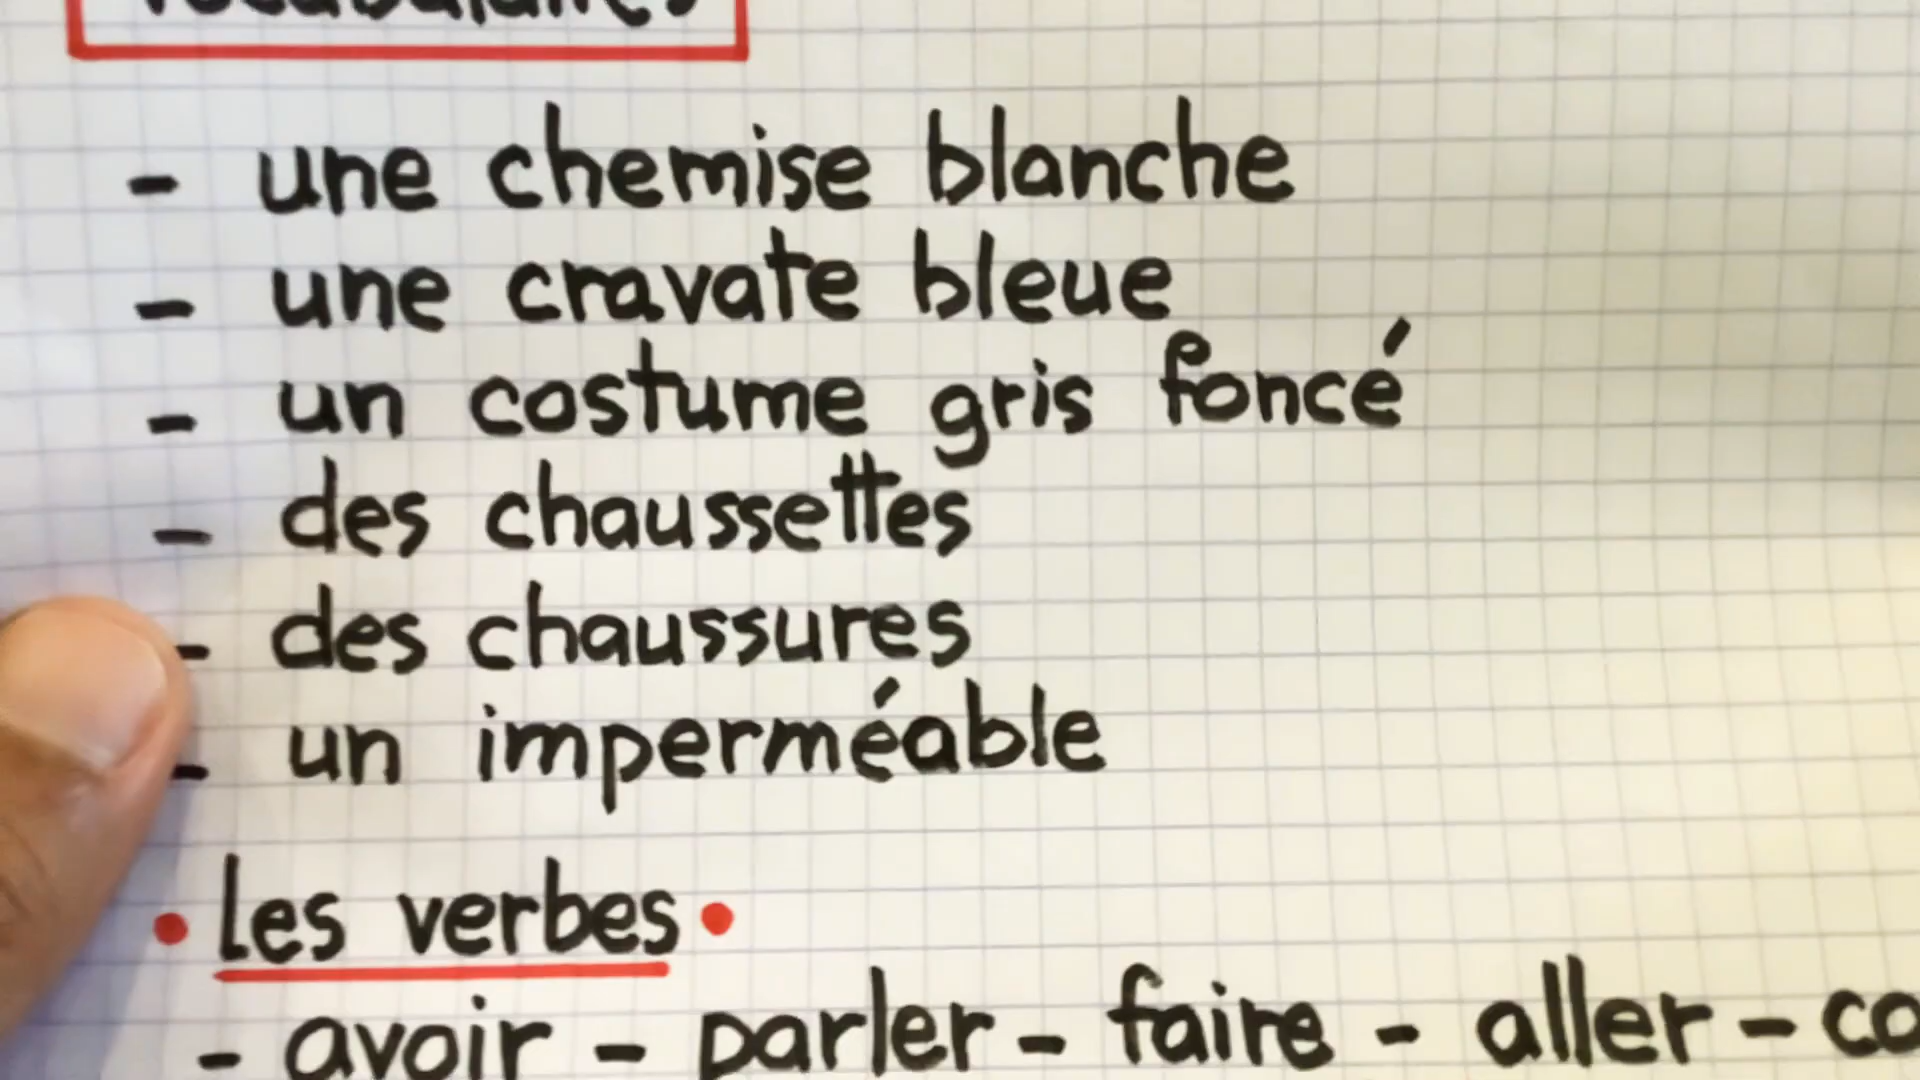 Vocabulaire
- une chemise blanche
- une cravate bleue
- un costume gris foncé
- des chaussettes
- des chaussures
- un imperméable
• Les verbes •
- avoir - parler - faire - aller -